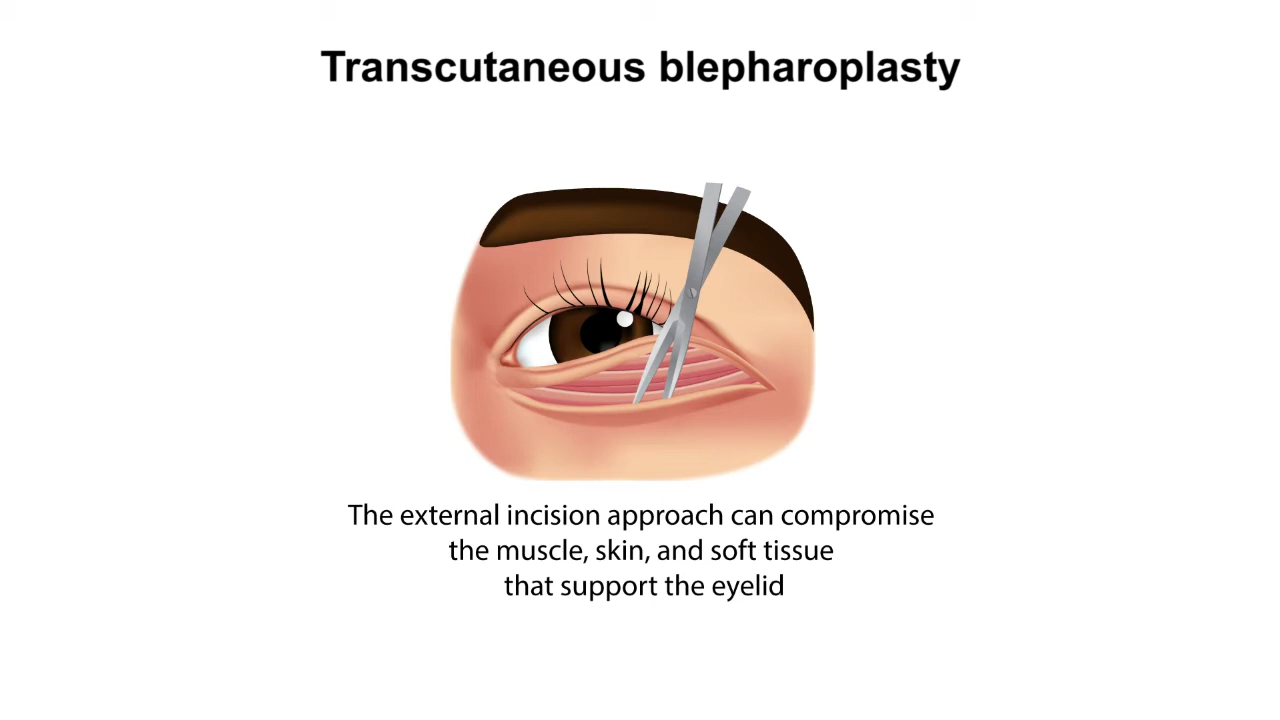 Transcutaneous blepharoplasty
The external incision approach can compromise
the muscle, skin, and soft tissue
that support the eyelid